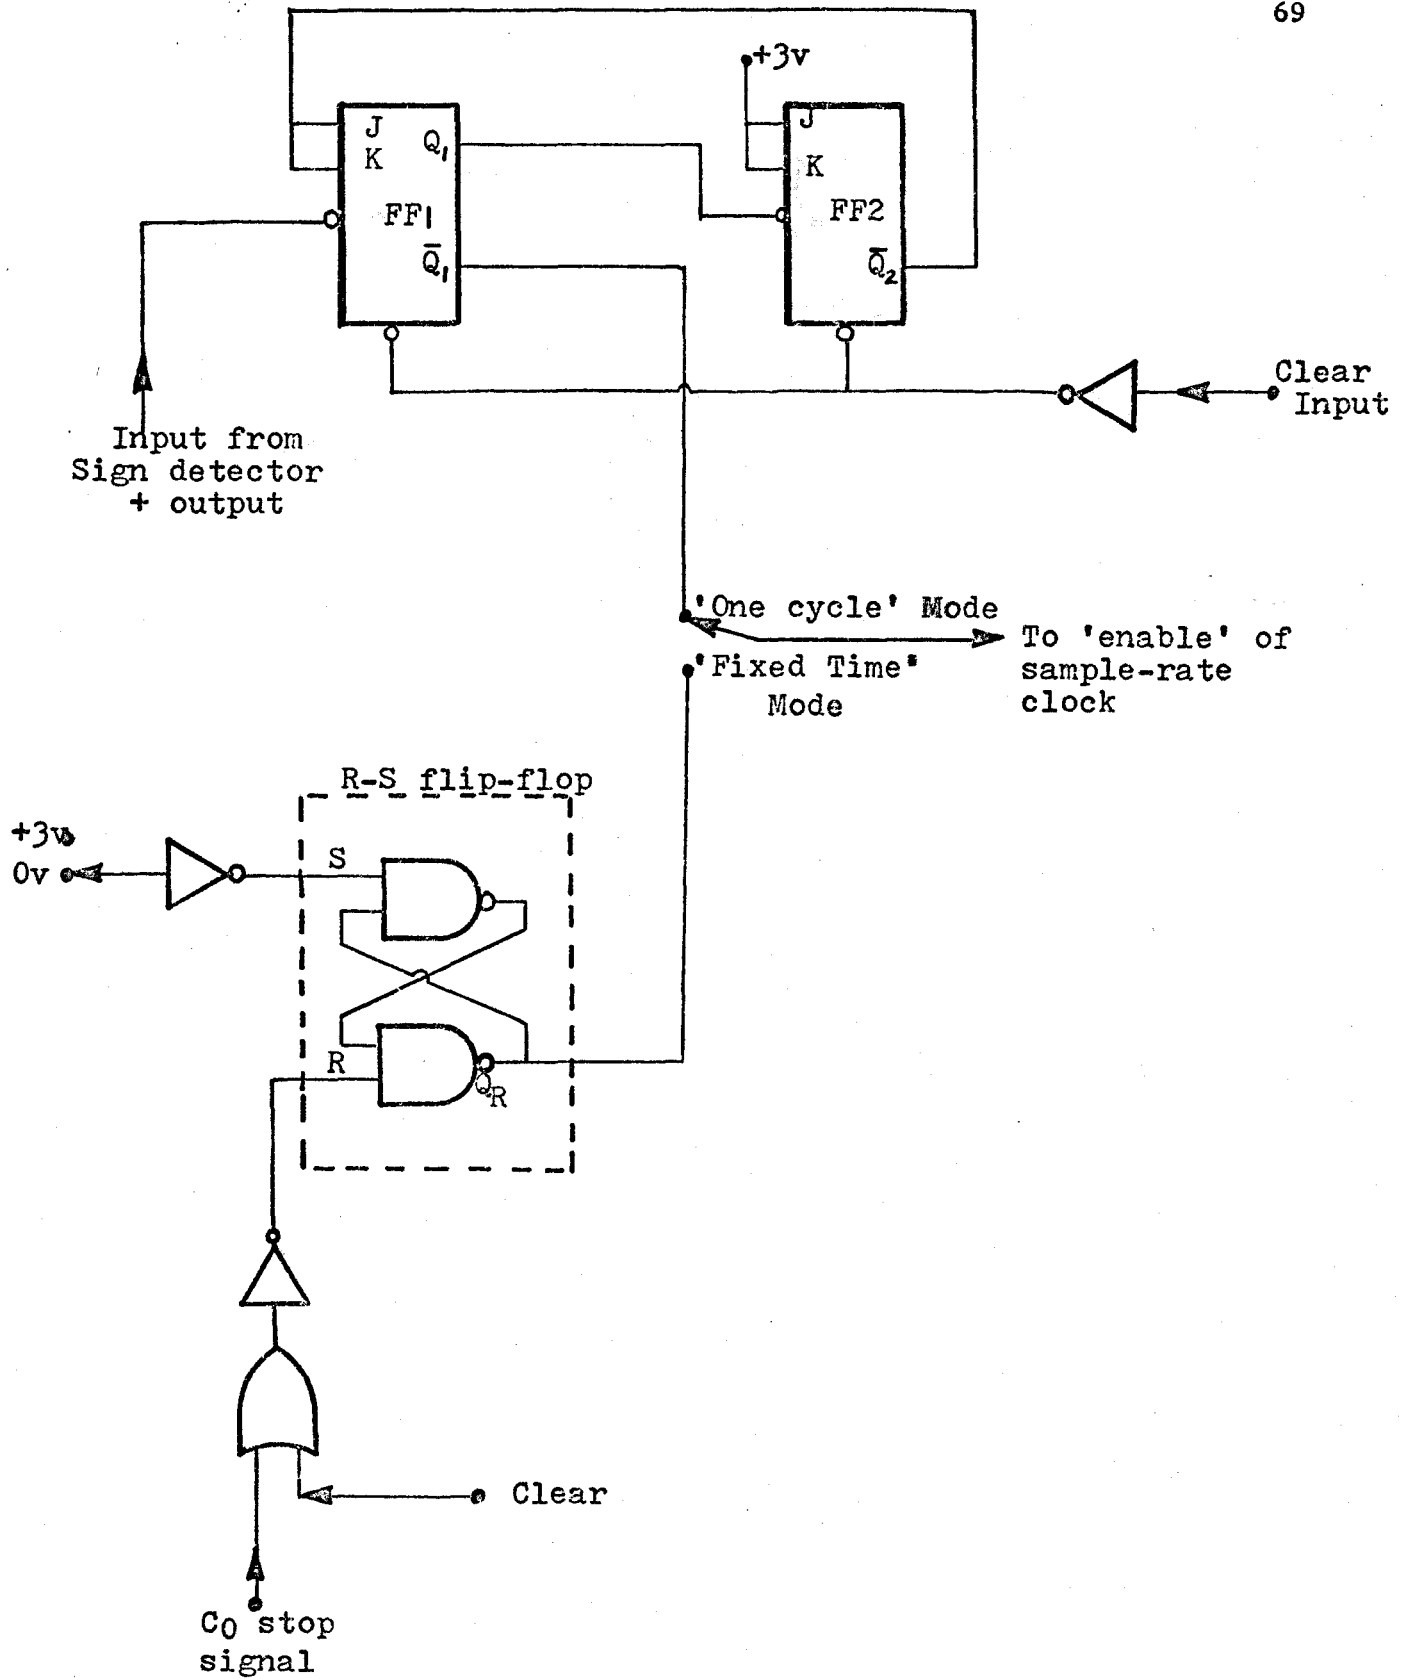 69
+3v
J
K
Q1
FF1
Q̄1
J
K
FF2
Q̄2
Clear
Input
Input from
Sign detector
+ output
'One cycle' Mode
To 'enable' of
sample-rate
clock
'Fixed Time'
Mode
R-S flip-flop
+3v
0v
S
R
QR
Clear
C0 stop
signal